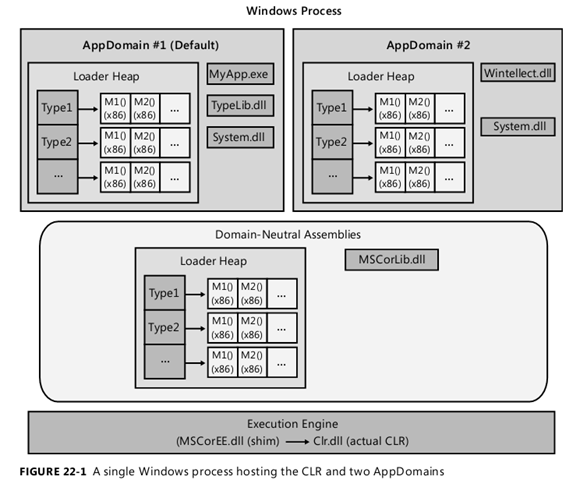 Windows Process
AppDomain #1 (Default)
Loader Heap
Type1
M1() M2() ...
(x86) (x86)
Type2
M1() M2() ...
(x86) (x86)
...
M1() M2() ...
(x86) (x86)
MyApp.exe
TypeLib.dll
System.dll
AppDomain #2
Loader Heap
Type1
M1() M2() ...
(x86) (x86)
Type2
M1() M2() ...
(x86) (x86)
...
M1() M2() ...
(x86) (x86)
Wintellect.dll
System.dll
Domain-Neutral Assemblies
Loader Heap
Type1
M1() M2() ...
(x86) (x86)
Type2
M1() M2() ...
(x86) (x86)
...
M1() M2() ...
(x86) (x86)
MSCorLib.dll
Execution Engine
(MSCorEE.dll (shim) → Clr.dll (actual CLR)
FIGURE 22-1 A single Windows process hosting the CLR and two AppDomains